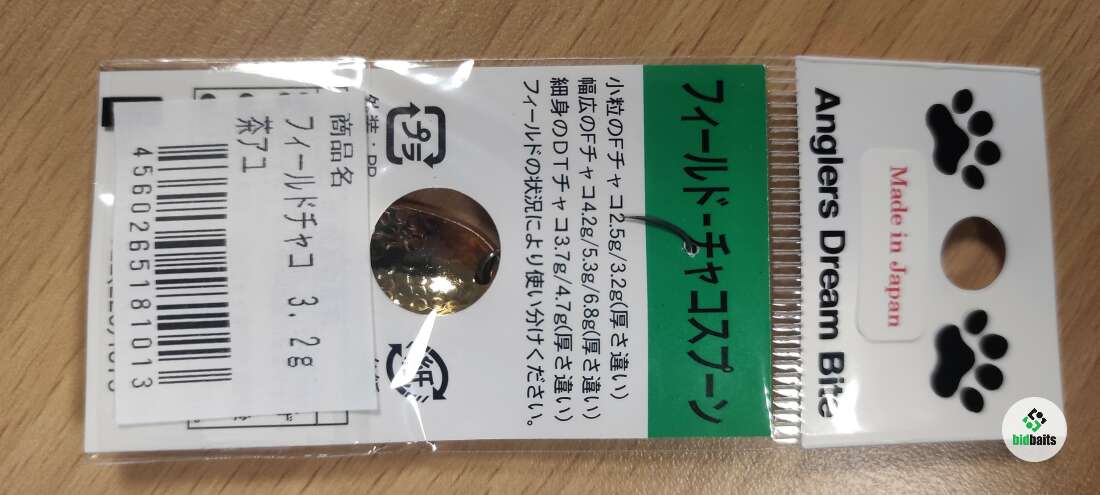 Anglers Dream Bite
Made in Japan
フィールド-チャコスプーン
小粒のFチャコ2.5g/3.2g(厚さ違い)
幅広のFチャコ4.2g/5.3g/6.8g(厚さ違い)
細身のDTチャコ3.7g/4.7g(厚さ違い)
フィールドの状況により使い分けください。
プラ
紙
商品名
フィールドチャコ 3.2g
茶アユ
4560265181013
bidbaits